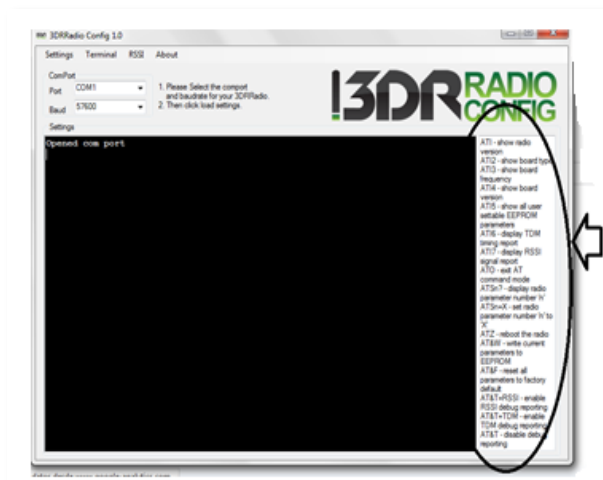 3DRRadio Config 1.0
Settings Terminal RSSI About
ComPort
Port COM1
Baud 57600
1. Please Select the comport
and baudrate for your 3DRRadio.
2. Then click load settings.
!3DR RADIO
CONFIG
Settings
Opened com port
ATI - show radio
version
ATI2 - show board type
ATI3 - show board
frequency
ATI4 - show board
version
ATI5 - show all user
settable EEPROM
parameters
ATI6 - display TDM
timing report
ATI7 - display RSSI
signal report
ATO - exit AT
command mode
ATSn? - display radio
parameter number 'n'
ATSn=X - set radio
parameter number 'n' to
'X'
ATZ - reboot the radio
AT&W - write current
parameters to
EEPROM
AT&F - reset all
parameters to factory
default
AT&T=RSSI - enable
RSSI debug reporting
AT&T=TDM - enable
TDM debug reporting
AT&T - disable debug
reporting